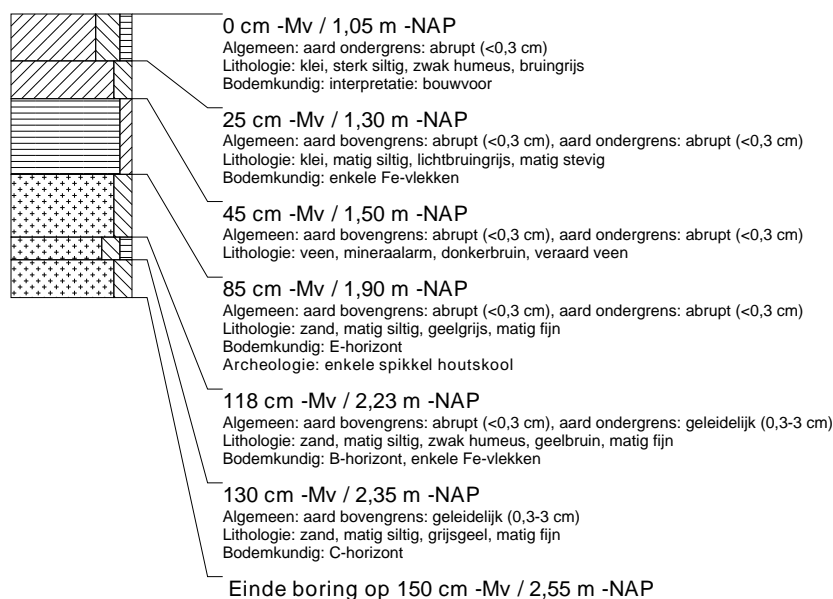 0 cm -Mv / 1,05 m -NAP
Algemeen: aard ondergrens: abrupt (<0,3 cm)
Lithologie: klei, sterk siltig, zwak humeus, bruingrijs
Bodemkundig: interpretatie: bouwvoor
25 cm -Mv / 1,30 m -NAP
Algemeen: aard bovengrens: abrupt (<0,3 cm), aard ondergrens: abrupt (<0,3 cm)
Lithologie: klei, matig siltig, lichtbruingrijs, matig stevig
Bodemkundig: enkele Fe-vlekken
45 cm -Mv / 1,50 m -NAP
Algemeen: aard bovengrens: abrupt (<0,3 cm), aard ondergrens: abrupt (<0,3 cm)
Lithologie: veen, mineraalarm, donkerbruin, veraard veen
85 cm -Mv / 1,90 m -NAP
Algemeen: aard bovengrens: abrupt (<0,3 cm), aard ondergrens: abrupt (<0,3 cm)
Lithologie: zand, matig siltig, geelgrijs, matig fijn
Bodemkundig: E-horizont
Archeologie: enkele spikkel houtskool
118 cm -Mv / 2,23 m -NAP
Algemeen: aard bovengrens: abrupt (<0,3 cm), aard ondergrens: geleidelijk (0,3-3 cm)
Lithologie: zand, matig siltig, zwak humeus, geelbruin, matig fijn
Bodemkundig: B-horizont, enkele Fe-vlekken
130 cm -Mv / 2,35 m -NAP
Algemeen: aard bovengrens: geleidelijk (0,3-3 cm)
Lithologie: zand, matig siltig, grijsgeel, matig fijn
Bodemkundig: C-horizont
Einde boring op 150 cm -Mv / 2,55 m -NAP